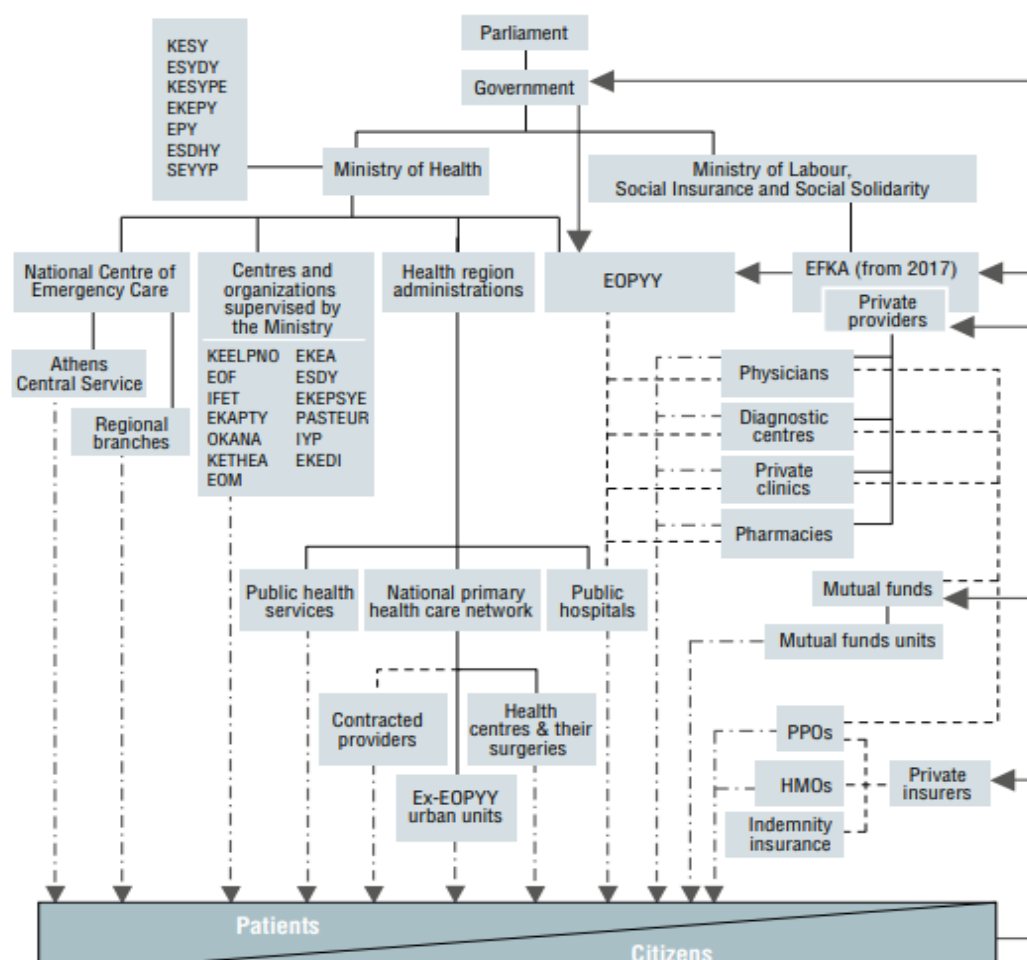 Parliament
Government
KESY
ESYDY
KESYPE
EKEPY
EPY
ESDHY
SEYYP
Ministry of Health
Ministry of Labour,
Social Insurance and Social Solidarity
National Centre of
Emergency Care
Centres and
organizations
supervised by
the Ministry
Health region
administrations
EOPYY
EFKA (from 2017)
Private
providers
Athens
Central Service
Regional
branches
KEELPNO EKEA
EOF ESDY
IFET EKEPSYE
EKAPTY PASTEUR
OKANA IYP
KETHEA EKEDI
EOM
Physicians
Diagnostic
centres
Private
clinics
Pharmacies
Public health
services
National primary
health care network
Public
hospitals
Mutual funds
Mutual funds units
Contracted
providers
Health
centres & their
surgeries
Ex-EOPYY
urban units
PPOs
HMOs
Indemnity
insurance
Private
insurers
Patients
Citizens